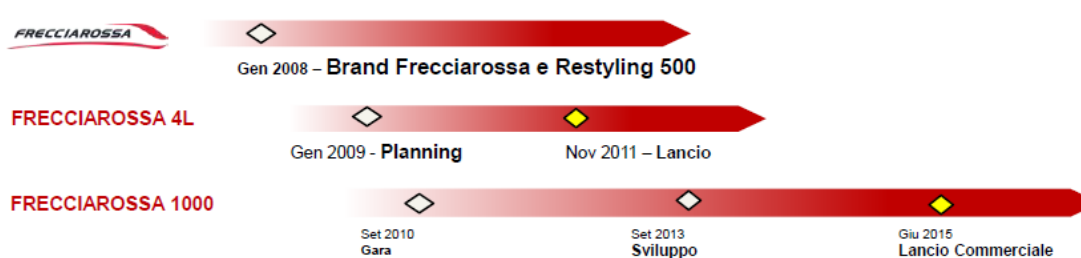 FRECCIAROSSA
Gen 2008 – Brand Frecciarossa e Restyling 500
FRECCIAROSSA 4L
Gen 2009 - Planning
Nov 2011 – Lancio
FRECCIAROSSA 1000
Set 2010
Gara
Set 2013
Sviluppo
Giu 2015
Lancio Commerciale